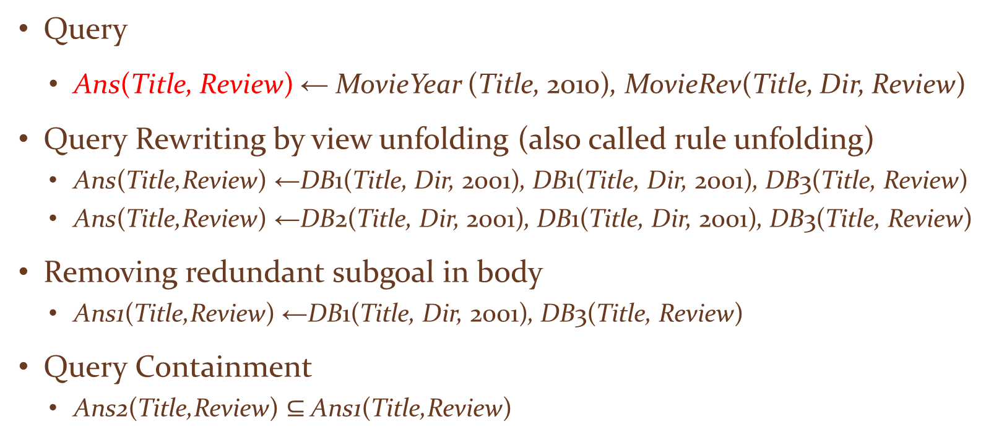 • Query
• Ans(Title, Review) ← MovieYear (Title, 2010), MovieRev(Title, Dir, Review)
• Query Rewriting by view unfolding (also called rule unfolding)
• Ans(Title,Review) ←DB1(Title, Dir, 2001), DB1(Title, Dir, 2001), DB3(Title, Review)
• Ans(Title,Review) ←DB2(Title, Dir, 2001), DB1(Title, Dir, 2001), DB3(Title, Review)
• Removing redundant subgoal in body
• Ans1(Title,Review) ←DB1(Title, Dir, 2001), DB3(Title, Review)
• Query Containment
• Ans2(Title,Review) ⊆ Ans1(Title,Review)